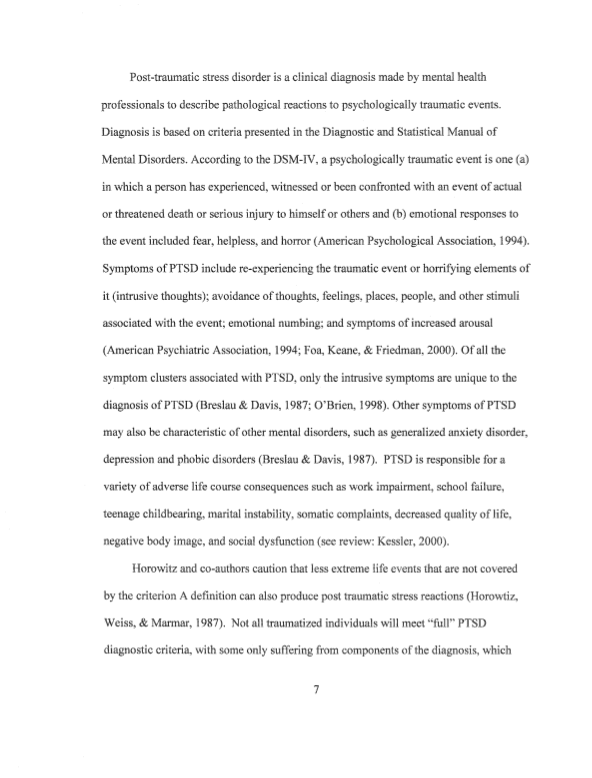 Post-traumatic stress disorder is a clinical diagnosis made by mental health
professionals to describe pathological reactions to psychologically traumatic events.
Diagnosis is based on criteria presented in the Diagnostic and Statistical Manual of
Mental Disorders. According to the DSM-IV, a psychologically traumatic event is one (a)
in which a person has experienced, witnessed or been confronted with an event of actual
or threatened death or serious injury to himself or others and (b) emotional responses to
the event included fear, helpless, and horror (American Psychological Association, 1994).
Symptoms of PTSD include re-experiencing the traumatic event or horrifying elements of
it (intrusive thoughts); avoidance of thoughts, feelings, places, people, and other stimuli
associated with the event; emotional numbing; and symptoms of increased arousal
(American Psychiatric Association, 1994; Foa, Keane, & Friedman, 2000). Of all the
symptom clusters associated with PTSD, only the intrusive symptoms are unique to the
diagnosis of PTSD (Breslau & Davis, 1987; O'Brien, 1998). Other symptoms of PTSD
may also be characteristic of other mental disorders, such as generalized anxiety disorder,
depression and phobic disorders (Breslau & Davis, 1987). PTSD is responsible for a
variety of adverse life course consequences such as work impairment, school failure,
teenage childbearing, marital instability, somatic complaints, decreased quality of life,
negative body image, and social dysfunction (see review: Kessler, 2000).
Horowitz and co-authors caution that less extreme life events that are not covered
by the criterion A definition can also produce post traumatic stress reactions (Horowtiz,
Weiss, & Marmar, 1987). Not all traumatized individuals will meet "full" PTSD
diagnostic criteria, with some only suffering from components of the diagnosis, which
7